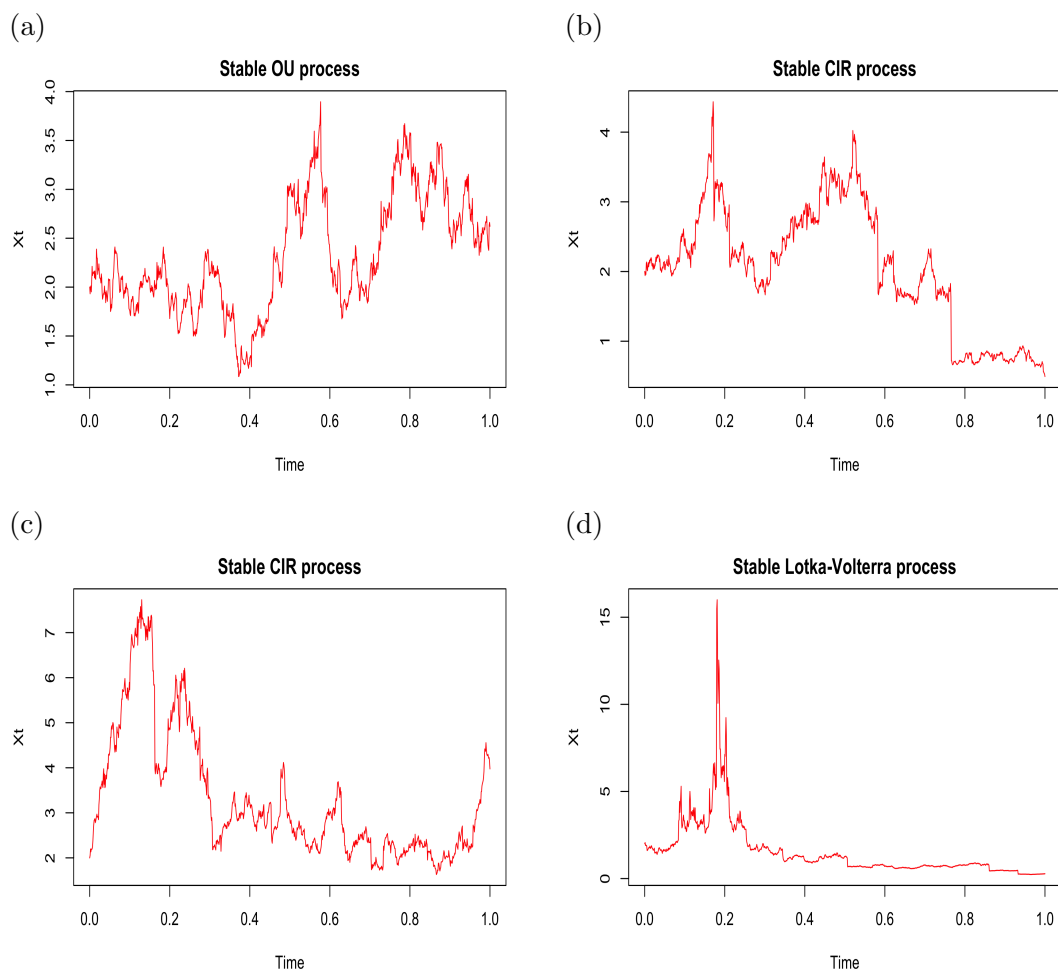 (a)
Stable OU process
Xt
4.0
3.5
3.0
2.5
2.0
1.5
1.0
0.0 0.2 0.4 0.6 0.8 1.0
Time
(b)
Stable CIR process
Xt
4
3
2
1
0.0 0.2 0.4 0.6 0.8 1.0
Time
(c)
Stable CIR process
Xt
7
6
5
4
3
2
0.0 0.2 0.4 0.6 0.8 1.0
Time
(d)
Stable Lotka-Volterra process
Xt
15
10
5
0
0.0 0.2 0.4 0.6 0.8 1.0
Time